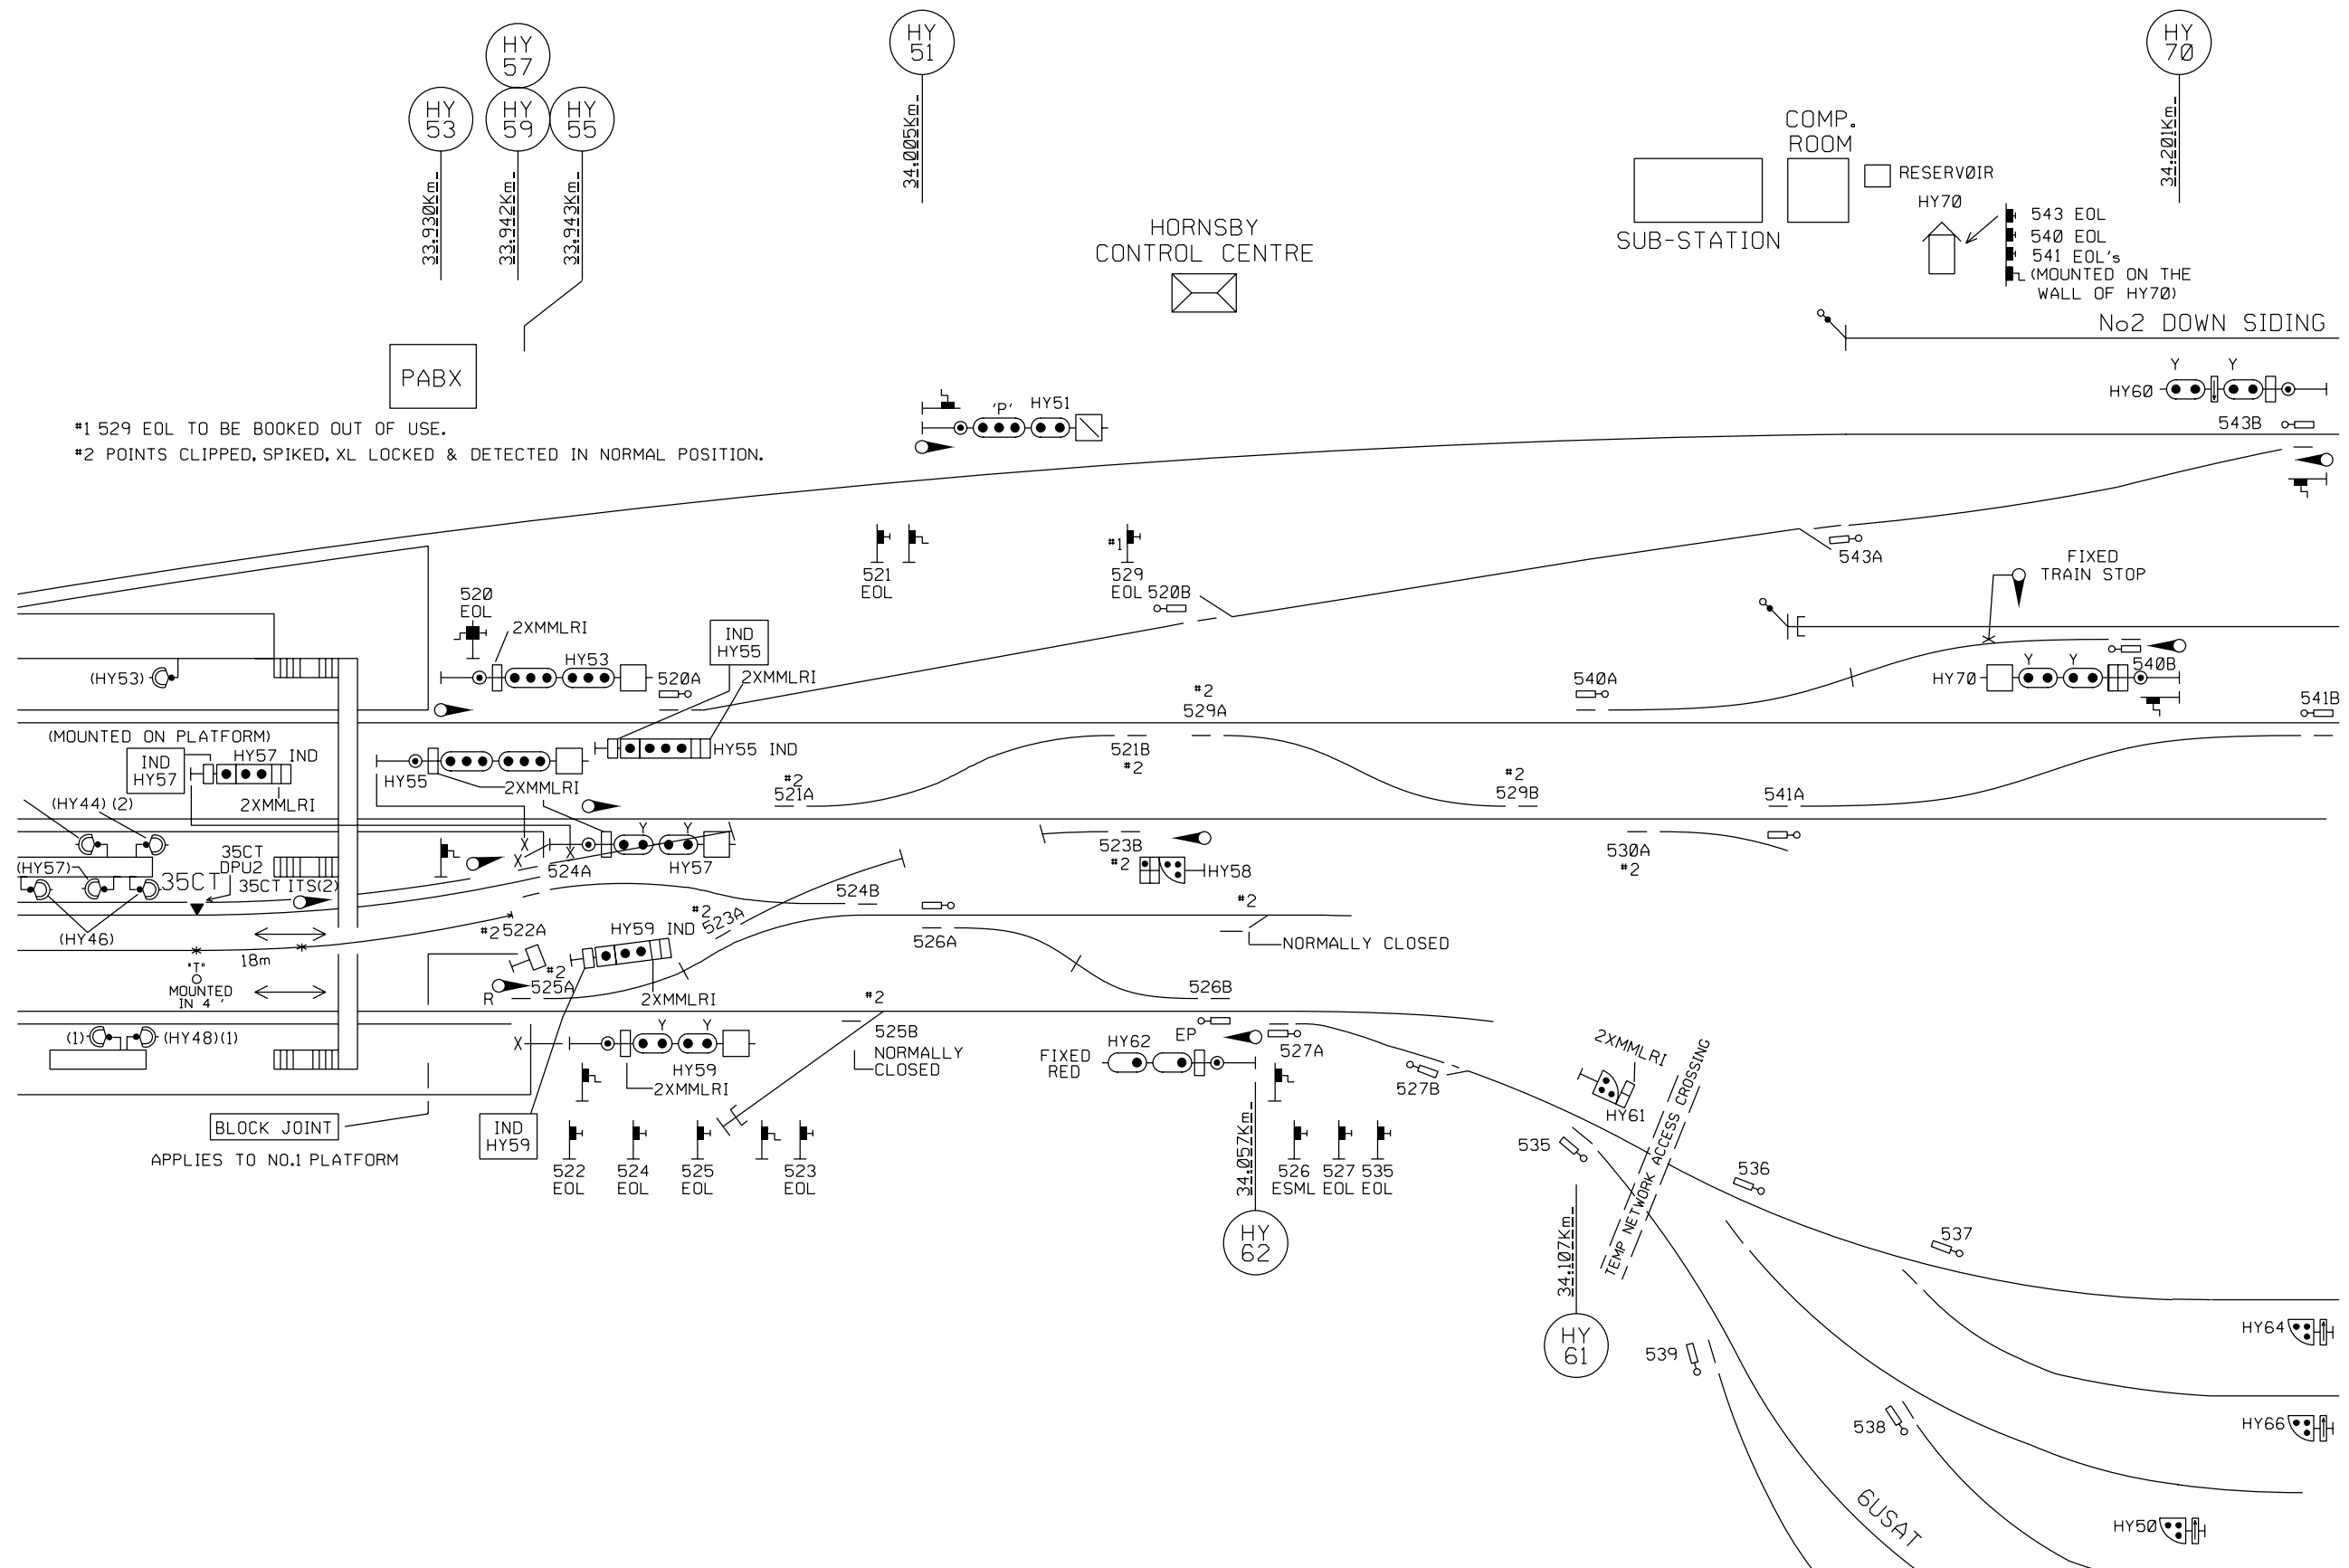 HY
57
HY
53
HY
59
HY
55
HY
51
HY
70
33.930Km
33.942Km
33.943Km
34.005Km
34.201Km
COMP.
ROOM
RESERVØIR
SUB-STATION
HY70
543 EOL
540 EOL
541 EOL's
(MOUNTED ON THE
WALL OF HY70)
HORNSBY
CONTROL CENTRE
No2 DOWN SIDING
PABX
#1 529 EOL TO BE BOOKED OUT OF USE.
#2 POINTS CLIPPED, SPIKED, XL LOCKED & DETECTED IN NORMAL POSITION.
'P'
HY51
Y
Y
HY60
543B
543A
FIXED
TRAIN STOP
521
EOL
#1
529
EOL
520B
520
EOL
2XMMLRI
HY53
IND
HY55
520A
2XMMLRI
(HY53)
#2
529A
540A
HY70
Y
Y
540B
541B
(MOUNTED ON PLATFORM)
IND
HY57
HY57 IND
2XMMLRI
HY55
2XMMLRI
HY55 IND
#2
521A
521B
#2
#2
529B
541A
(HY44) (2)
35CT
DPU2
(HY57)
35CT
35CT ITS(2)
(HY46)
524A
Y
Y
HY57
523B
#2
HY58
530A
#2
524B
#2
523A
#2
522A
HY59 IND
526A
#2
NORMALLY CLOSED
18m
"T"
MOUNTED
IN 4 '
#2
525A
R
2XMMLRI
#2
526B
525B
NORMALLY
CLOSED
(1)
(HY48)(1)
Y
Y
HY59
2XMMLRI
FIXED
RED
HY62
EP
527A
527B
2XMMLRI
HY61
TEMP NETWORK ACCESS CROSSING
BLOCK JOINT
APPLIES TO NO.1 PLATFORM
IND
HY59
522
EOL
524
EOL
525
EOL
523
EOL
34.057Km
526
ESML
527
EOL
535
EOL
535
536
537
HY
62
34.107Km
HY
61
539
538
HY64
HY66
HY50
6USAT